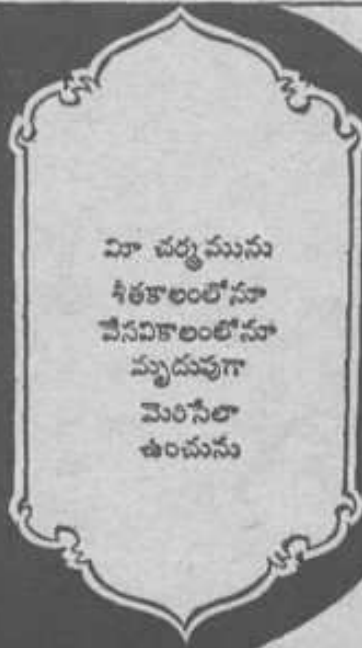 మీ చర్మమును
శీతకాలంలోనూ
వేసవికాలంలోనూ
మృదువుగా
మెరిసేలా
ఉంచును